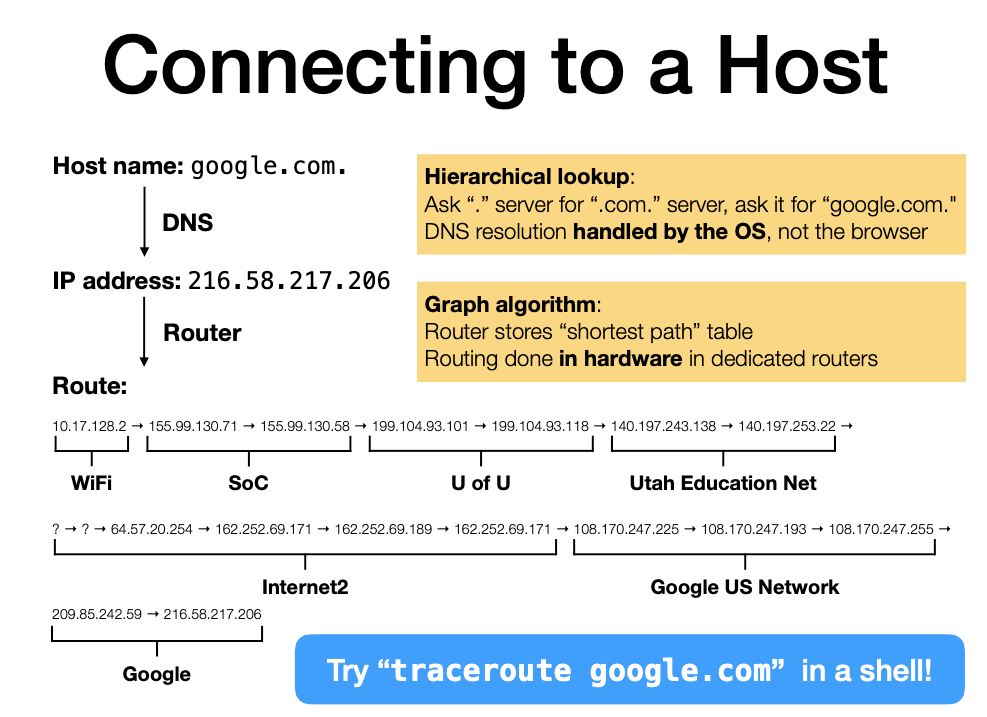 Connecting to a Host
Host name: google.com.
DNS
IP address: 216.58.217.206
Router
Route:
Hierarchical lookup:
Ask “.” server for “.com.” server, ask it for “google.com."
DNS resolution handled by the OS, not the browser
Graph algorithm:
Router stores “shortest path” table
Routing done in hardware in dedicated routers
10.17.128.2 → 155.99.130.71 → 155.99.130.58 → 199.104.93.101 → 199.104.93.118 → 140.197.243.138 → 140.197.253.22 →
WiFi SoC U of U Utah Education Net
? → ? → 64.57.20.254 → 162.252.69.171 → 162.252.69.189 → 162.252.69.171 → 108.170.247.225 → 108.170.247.193 → 108.170.247.255 →
Internet2 Google US Network
209.85.242.59 → 216.58.217.206
Google
Try “traceroute google.com” in a shell!